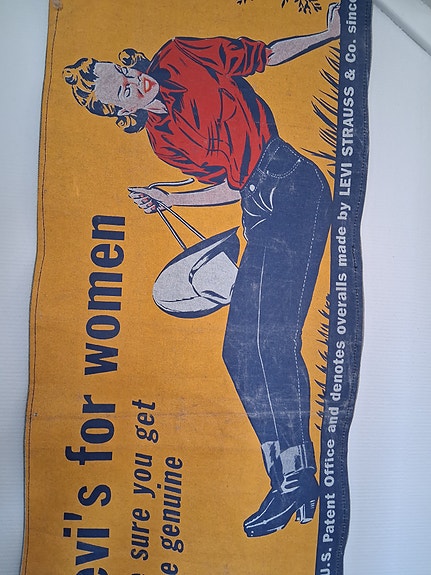 evi's for women
sure you get
e genuine
U.S. Patent Office and denotes overalls made by LEVI STRAUSS & Co. since